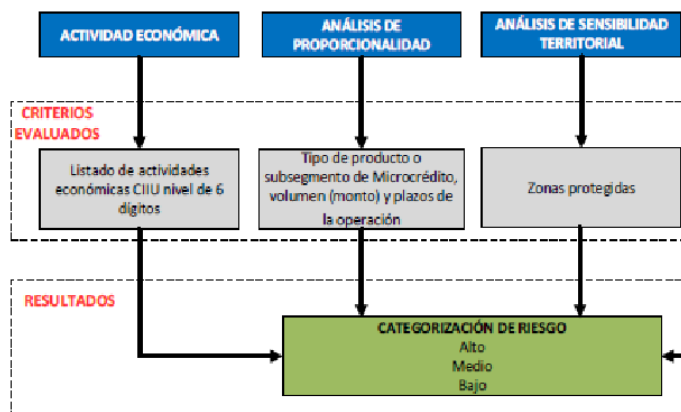 ACTIVIDAD ECONÓMICA
ANÁLISIS DE
PROPORCIONALIDAD
ANÁLISIS DE SENSIBILIDAD
TERRITORIAL
CRITERIOS
EVALUADOS
Listado de actividades
económicas CIIU nivel de 6
dígitos
Tipo de producto o
subsegmento de Microcrédito,
volumen (monto) y plazos de
la operación
Zonas protegidas
RESULTADOS
CATEGORIZACIÓN DE RIESGO
Alto
Medio
Bajo